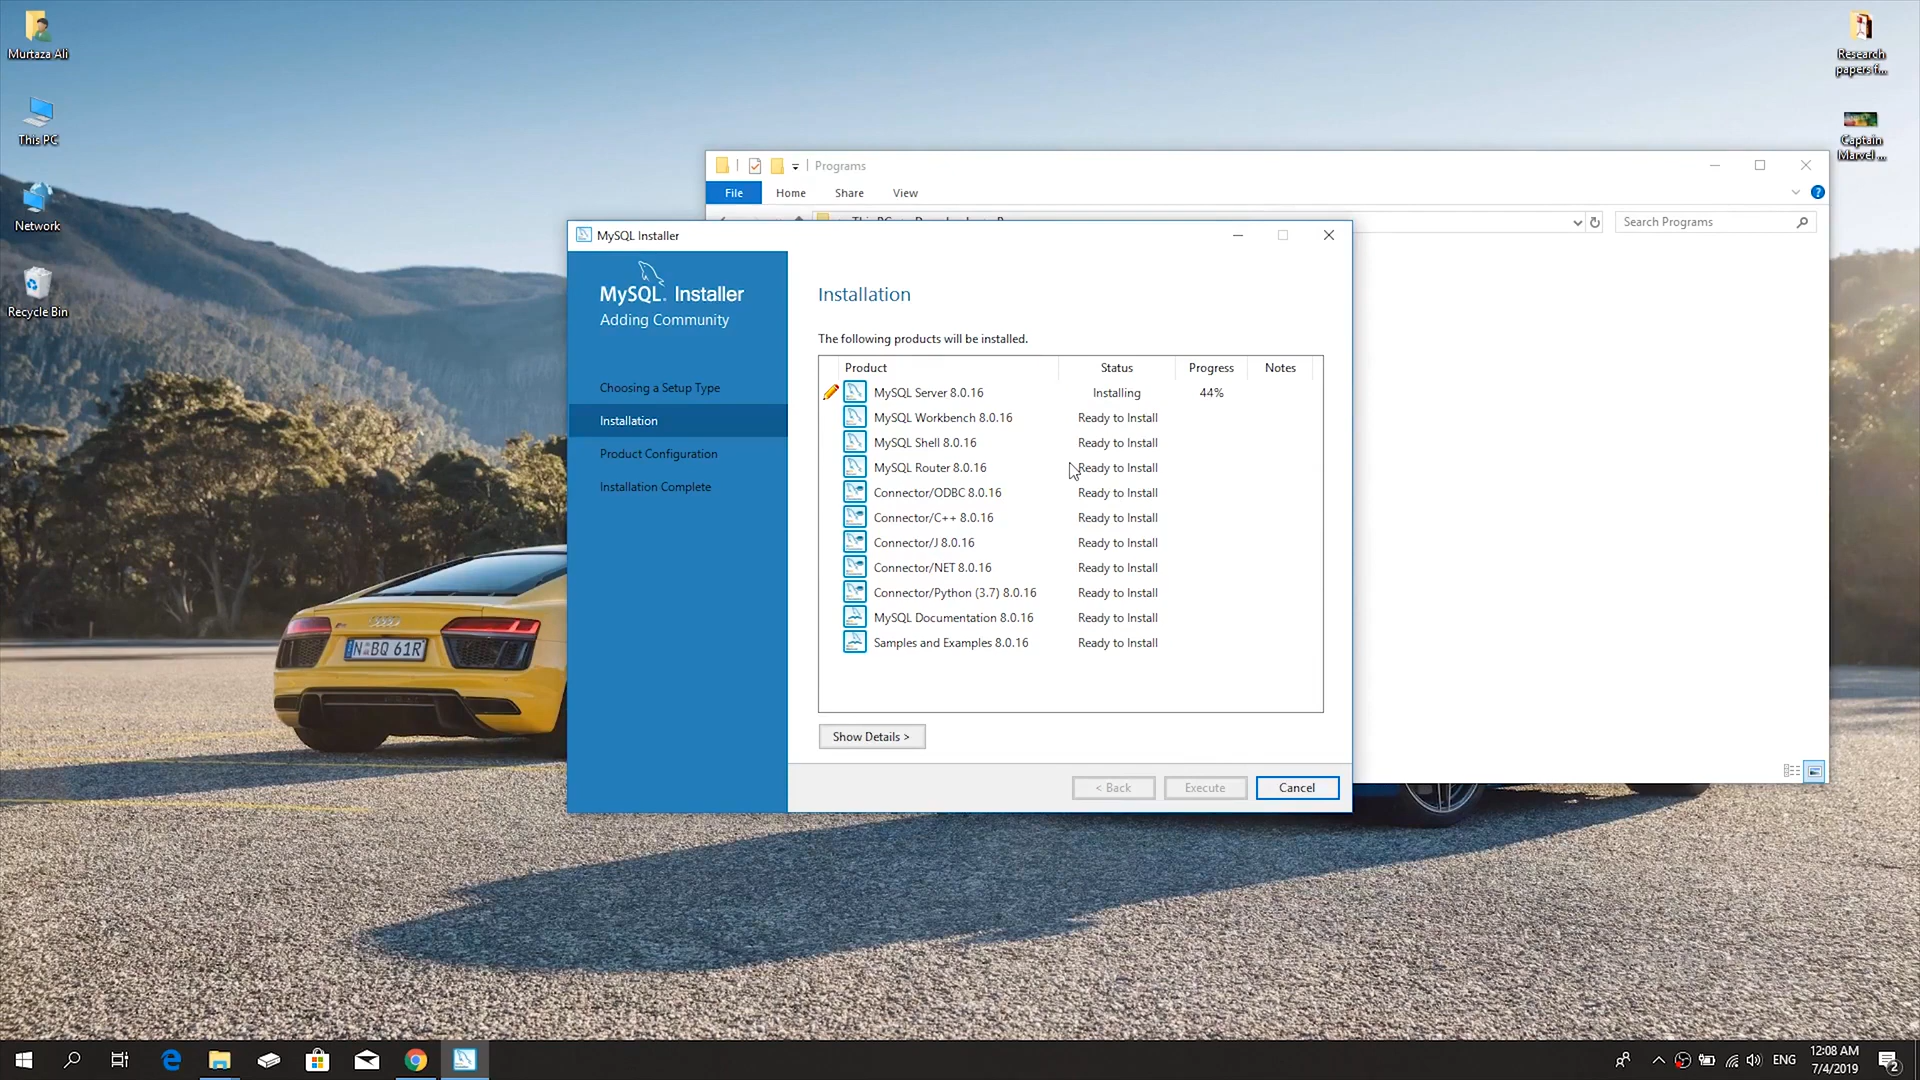 Murtaza Ali
This PC
Network
Recycle Bin
Research
papers f...
Captain
Marvel ...
Programs
File
Home
Share
View
Search Programs
MySQL Installer
MySQL. Installer
Adding Community
Choosing a Setup Type
Installation
Product Configuration
Installation Complete
Installation
The following products will be installed.
Product Status Progress Notes
MySQL Server 8.0.16 Installing 44%
MySQL Workbench 8.0.16 Ready to Install
MySQL Shell 8.0.16 Ready to Install
MySQL Router 8.0.16 Ready to Install
Connector/ODBC 8.0.16 Ready to Install
Connector/C++ 8.0.16 Ready to Install
Connector/J 8.0.16 Ready to Install
Connector/NET 8.0.16 Ready to Install
Connector/Python (3.7) 8.0.16 Ready to Install
MySQL Documentation 8.0.16 Ready to Install
Samples and Examples 8.0.16 Ready to Install
Show Details >
< Back
Execute
Cancel
N BQ 61R
ENG
12:08 AM
7/4/2019
2